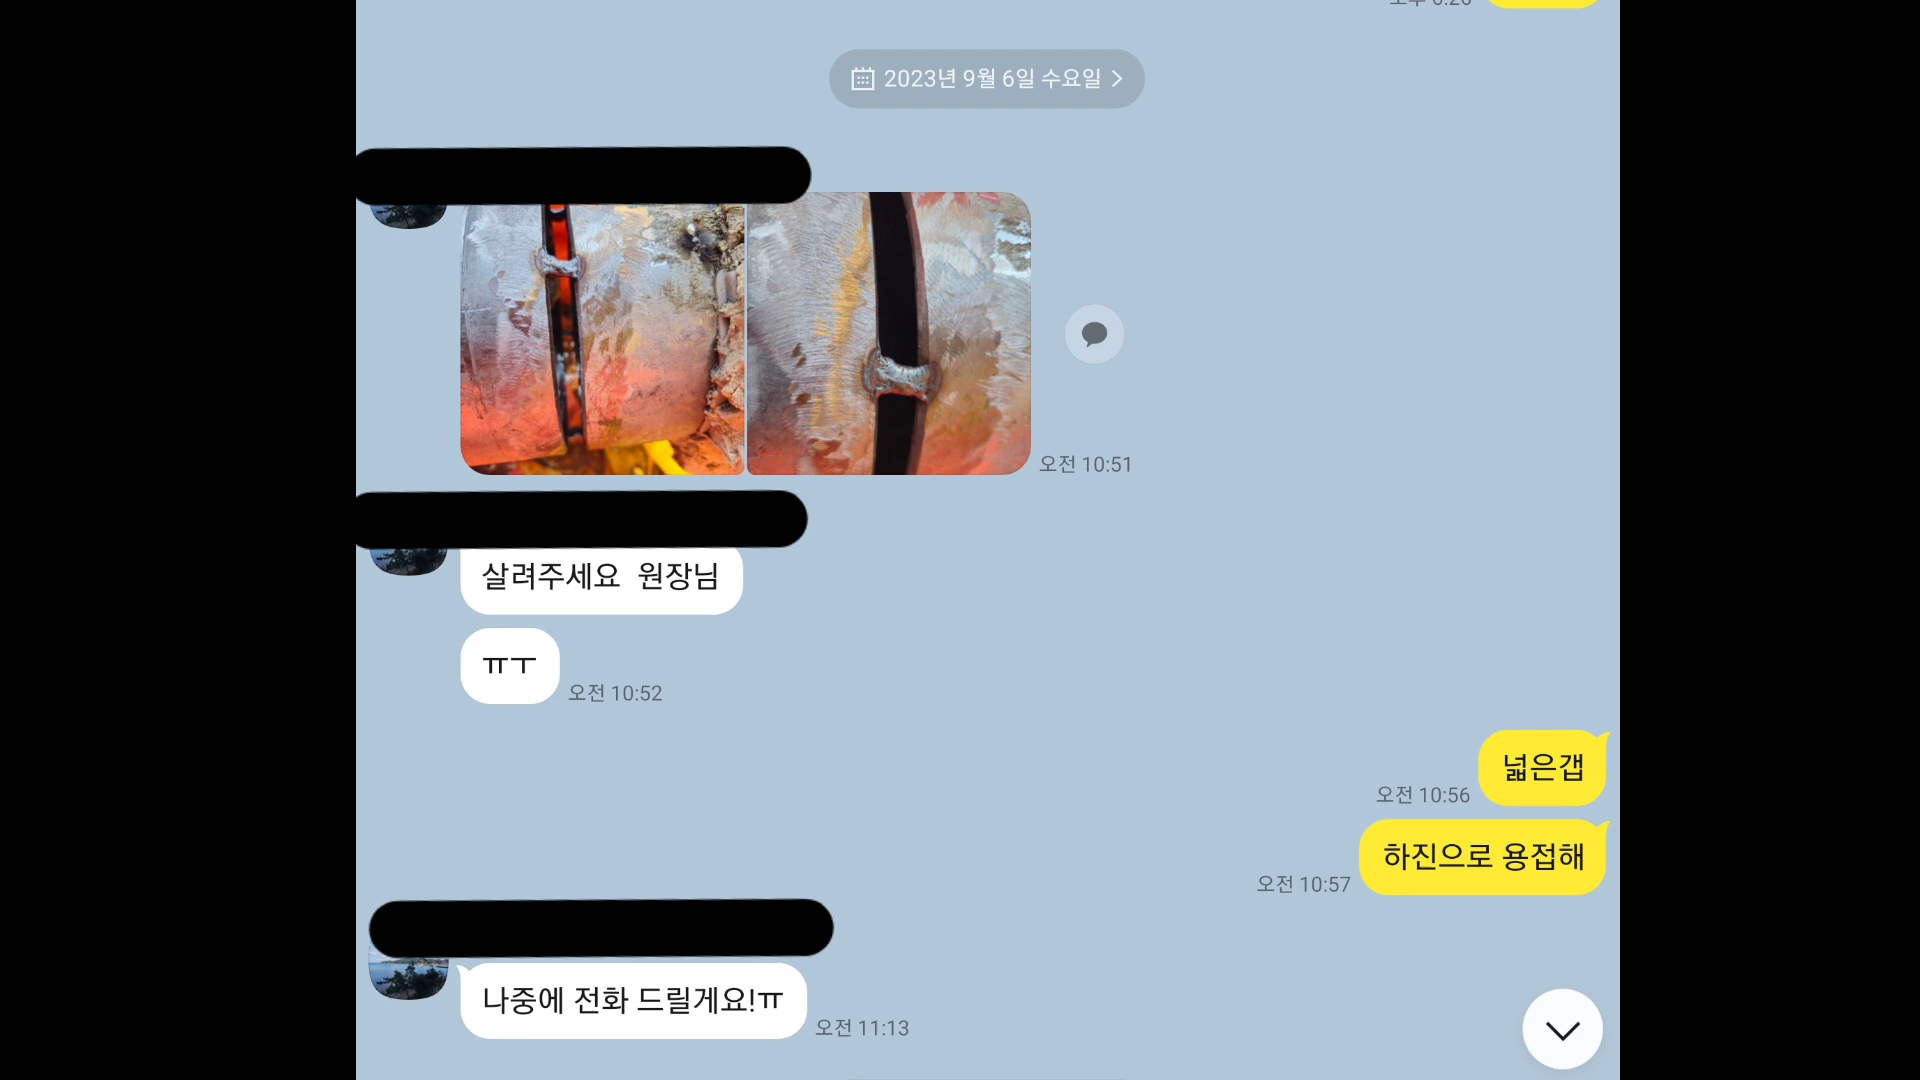 2023년 9월 6일 수요일
오전 10:51
살려주세요 원장님
ㅠㅜ
오전 10:52
넓은갭
오전 10:56
하진으로 용접해
오전 10:57
나중에 전화 드릴게요!ㅠ
오전 11:13